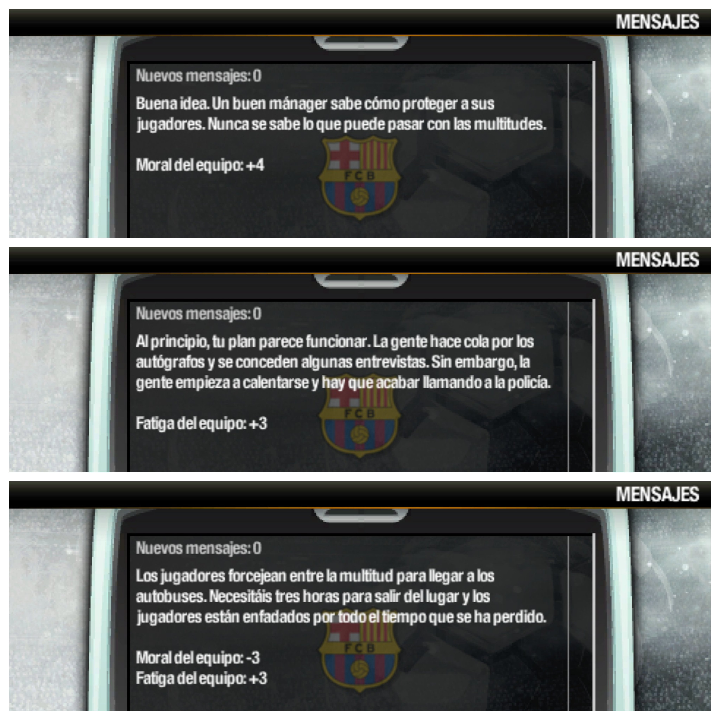 MENSAJES
Nuevos mensajes: 0
Buena idea. Un buen mánager sabe cómo proteger a sus
jugadores. Nunca se sabe lo que puede pasar con las multitudes.
Moral del equipo: +4
FCB
MENSAJES
Nuevos mensajes: 0
Al principio, tu plan parece funcionar. La gente hace cola por los
autógrafos y se conceden algunas entrevistas. Sin embargo, la
gente empieza a calentarse y hay que acabar llamando a la policía.
FCB
Fatiga del equipo: +3
MENSAJES
Nuevos mensajes: 0
Los jugadores forcejean entre la multitud para llegar a los
autobuses. Necesitáis tres horas para salir del lugar y los
jugadores están enfadados por todo el tiempo que se ha perdido.
FCB
Moral del equipo: -3
Fatiga del equipo: +3